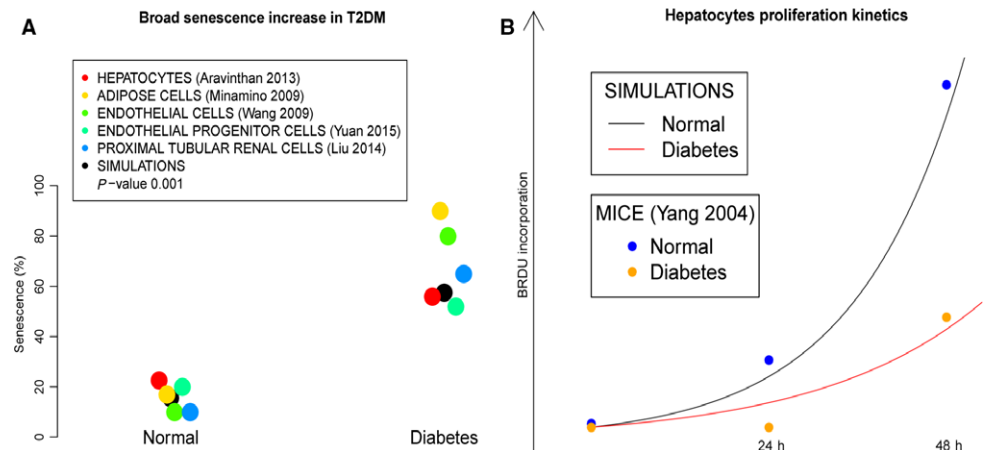 A
Broad senescence increase in T2DM
HEPATOCYTES (Aravinthan 2013)
ADIPOSE CELLS (Minamino 2009)
ENDOTHELIAL CELLS (Wang 2009)
ENDOTHELIAL PROGENITOR CELLS (Yuan 2015)
PROXIMAL TUBULAR RENAL CELLS (Liu 2014)
SIMULATIONS
P-value 0.001
Senescence (%)
100
80
60
40
20
0
Normal
Diabetes
B
Hepatocytes proliferation kinetics
SIMULATIONS
Normal
Diabetes
MICE (Yang 2004)
Normal
Diabetes
BRDU incorporation
24 h
48 h